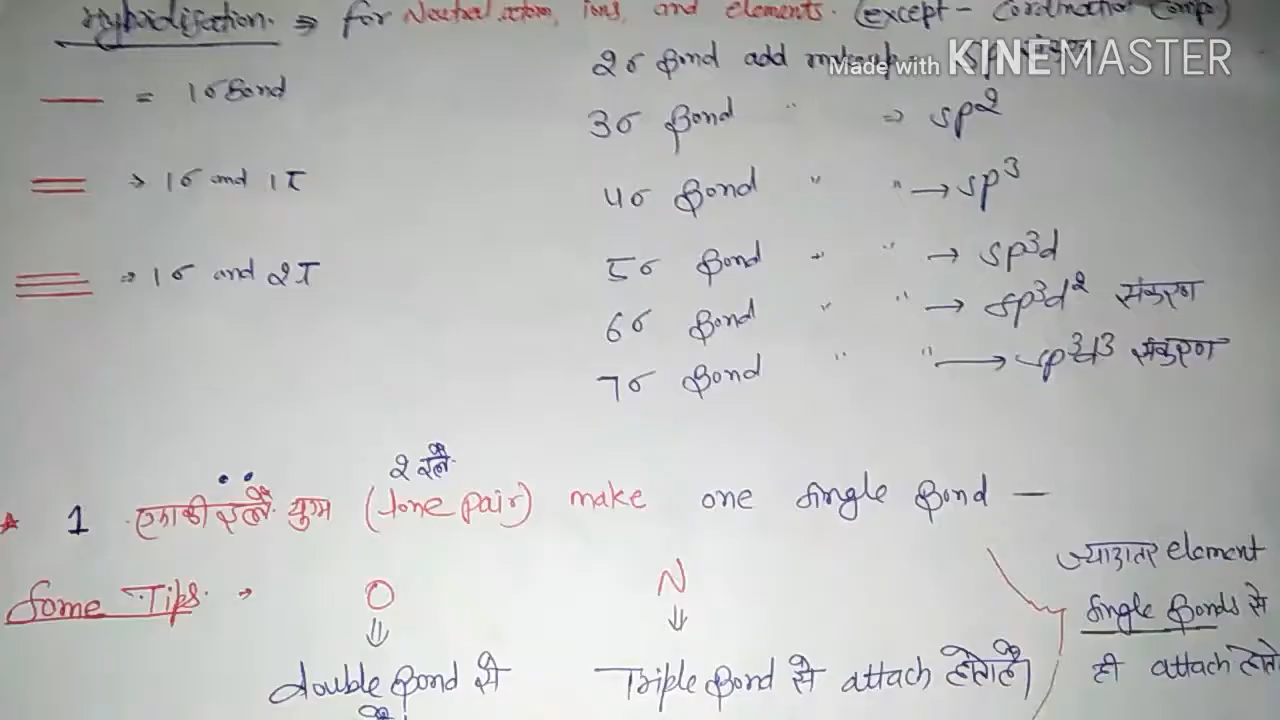 Hybridisation ⇒ for Neutral atom, ions, and elements. (except - Coordination Comp)
Made with KINEMASTER
2σ Bond add
— = 1σ Bond
3σ Bond " ⇒ sp2
= → 1σ and 1π
4σ Bond " " → sp3
≡ → 1σ and 2π
5σ Bond " " → sp3d
6σ Bond " " → sp3d2 संकरण
7σ Bond " " → sp3d3 संकरण
2 इलै.
* 1 एकाकी इलै. युग्म (lone pair) make one single Bond —
Some Tips. → O N
⇓ ⇓
double Bond से Triple Bond से attach होता है।
ज्यादातर element
single Bonds से
ही attach होते